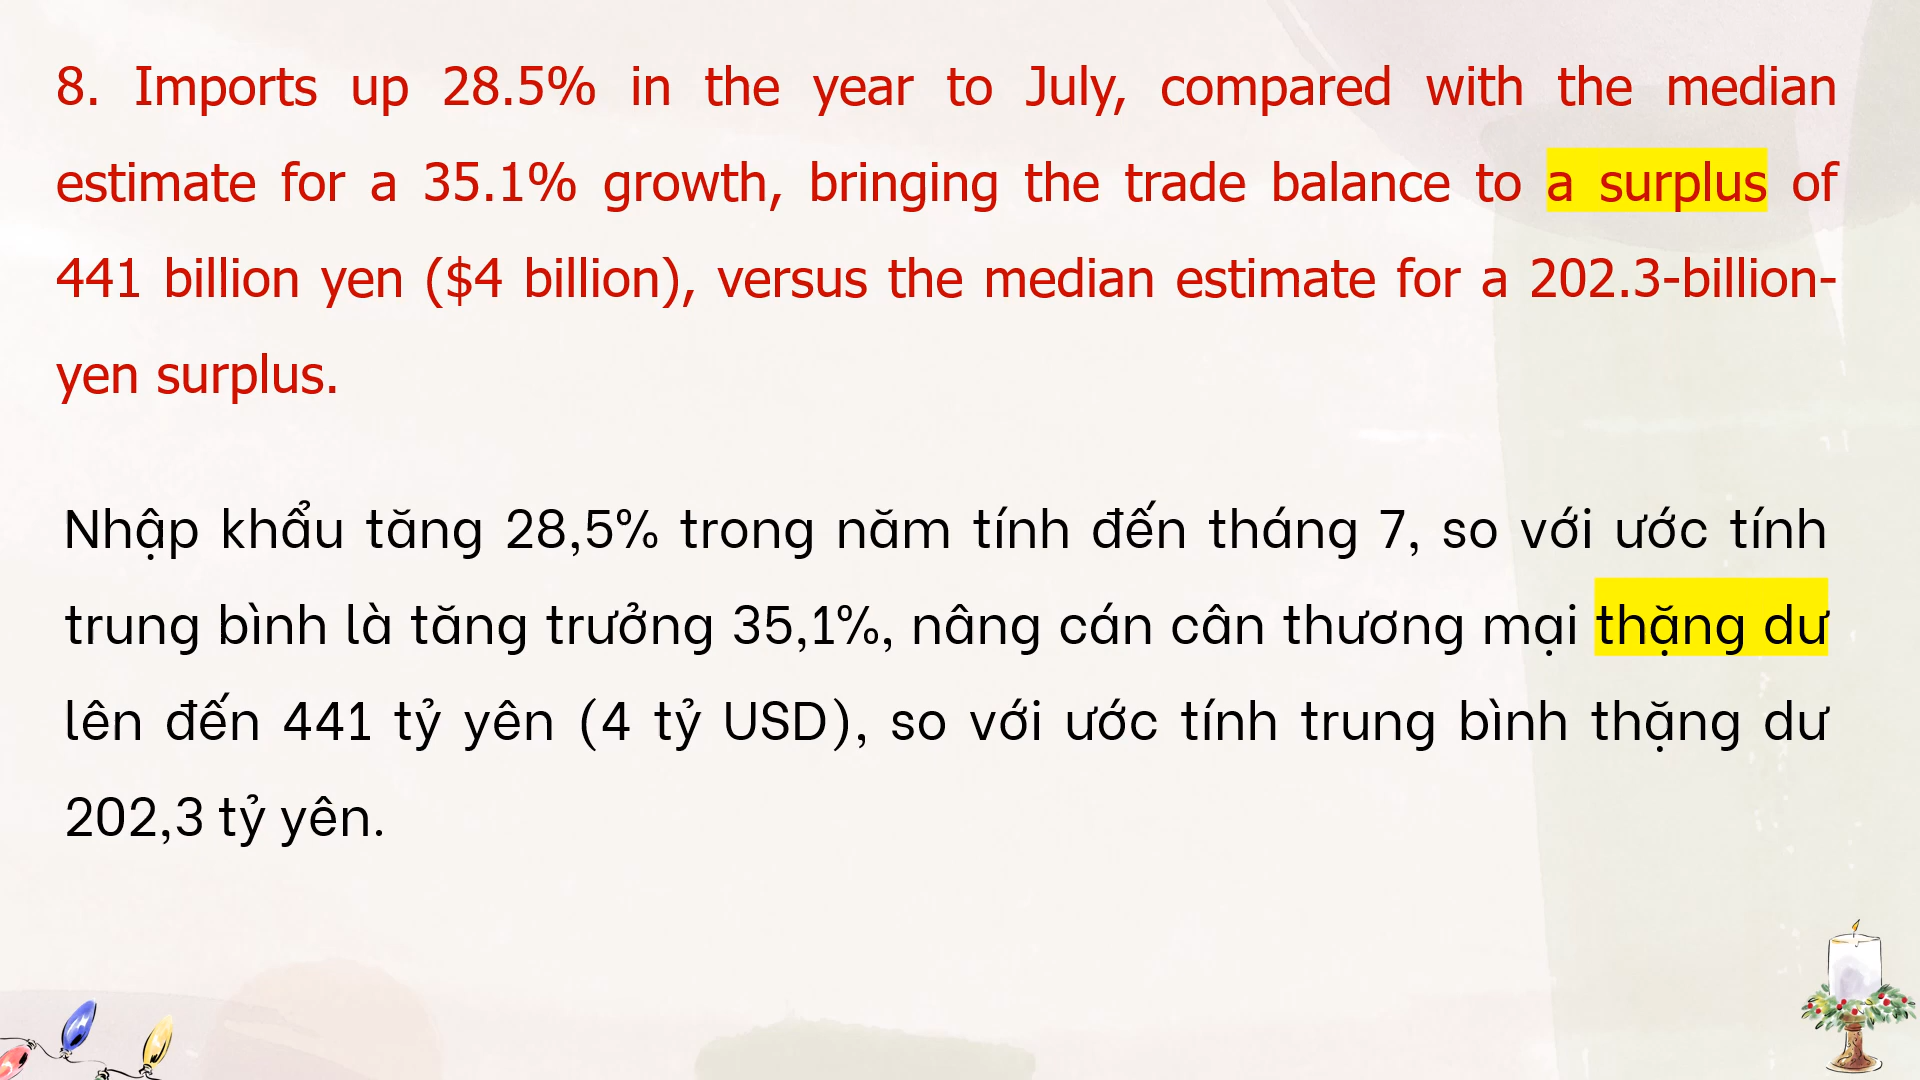 8. Imports up 28.5% in the year to July, compared with the median
estimate for a 35.1% growth, bringing the trade balance to a surplus of
441 billion yen ($4 billion), versus the median estimate for a 202.3-billion-
yen surplus.
Nhập khẩu tăng 28,5% trong năm tính đến tháng 7, so với ước tính
trung bình là tăng trưởng 35,1%, nâng cán cân thương mại thặng dư
lên đến 441 tỷ yên (4 tỷ USD), so với ước tính trung bình thặng dư
202,3 tỷ yên.